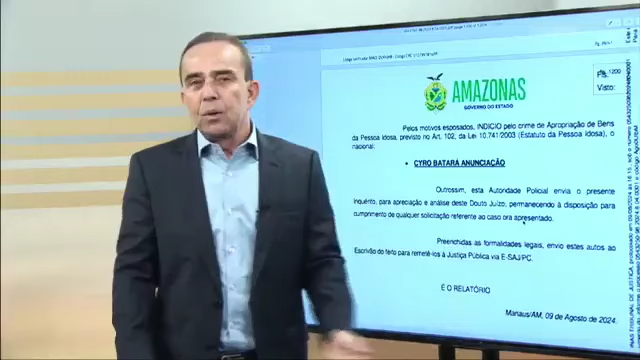 Pg. 1200
Visto:
AMAZONAS
GOVERNO DO ESTADO
Pelos motivos esposados, INDICIO pelo crime de Apropriação de Bens
da Pessoa Idosa, previsto no Art. 102, da Lei 10.741/2003 (Estatuto da Pessoa Idosa), o
nacional:
• CYRO BATARÁ ANUNCIAÇÃO
Outrossim, esta Autoridade Policial envia o presente
Inquérito, para apreciação e análise deste Douto Juízo, permanecendo à disposição para
cumprimento de qualquer solicitação referente ao caso ora apresentado.
Preenchidas as formalidades legais, envio estes autos ao
Escrivão do feito para remetê-los à Justiça Pública via E-SAJ/PC.
É O RELATÓRIO
Manaus/AM, 09 de Agosto de 2024.